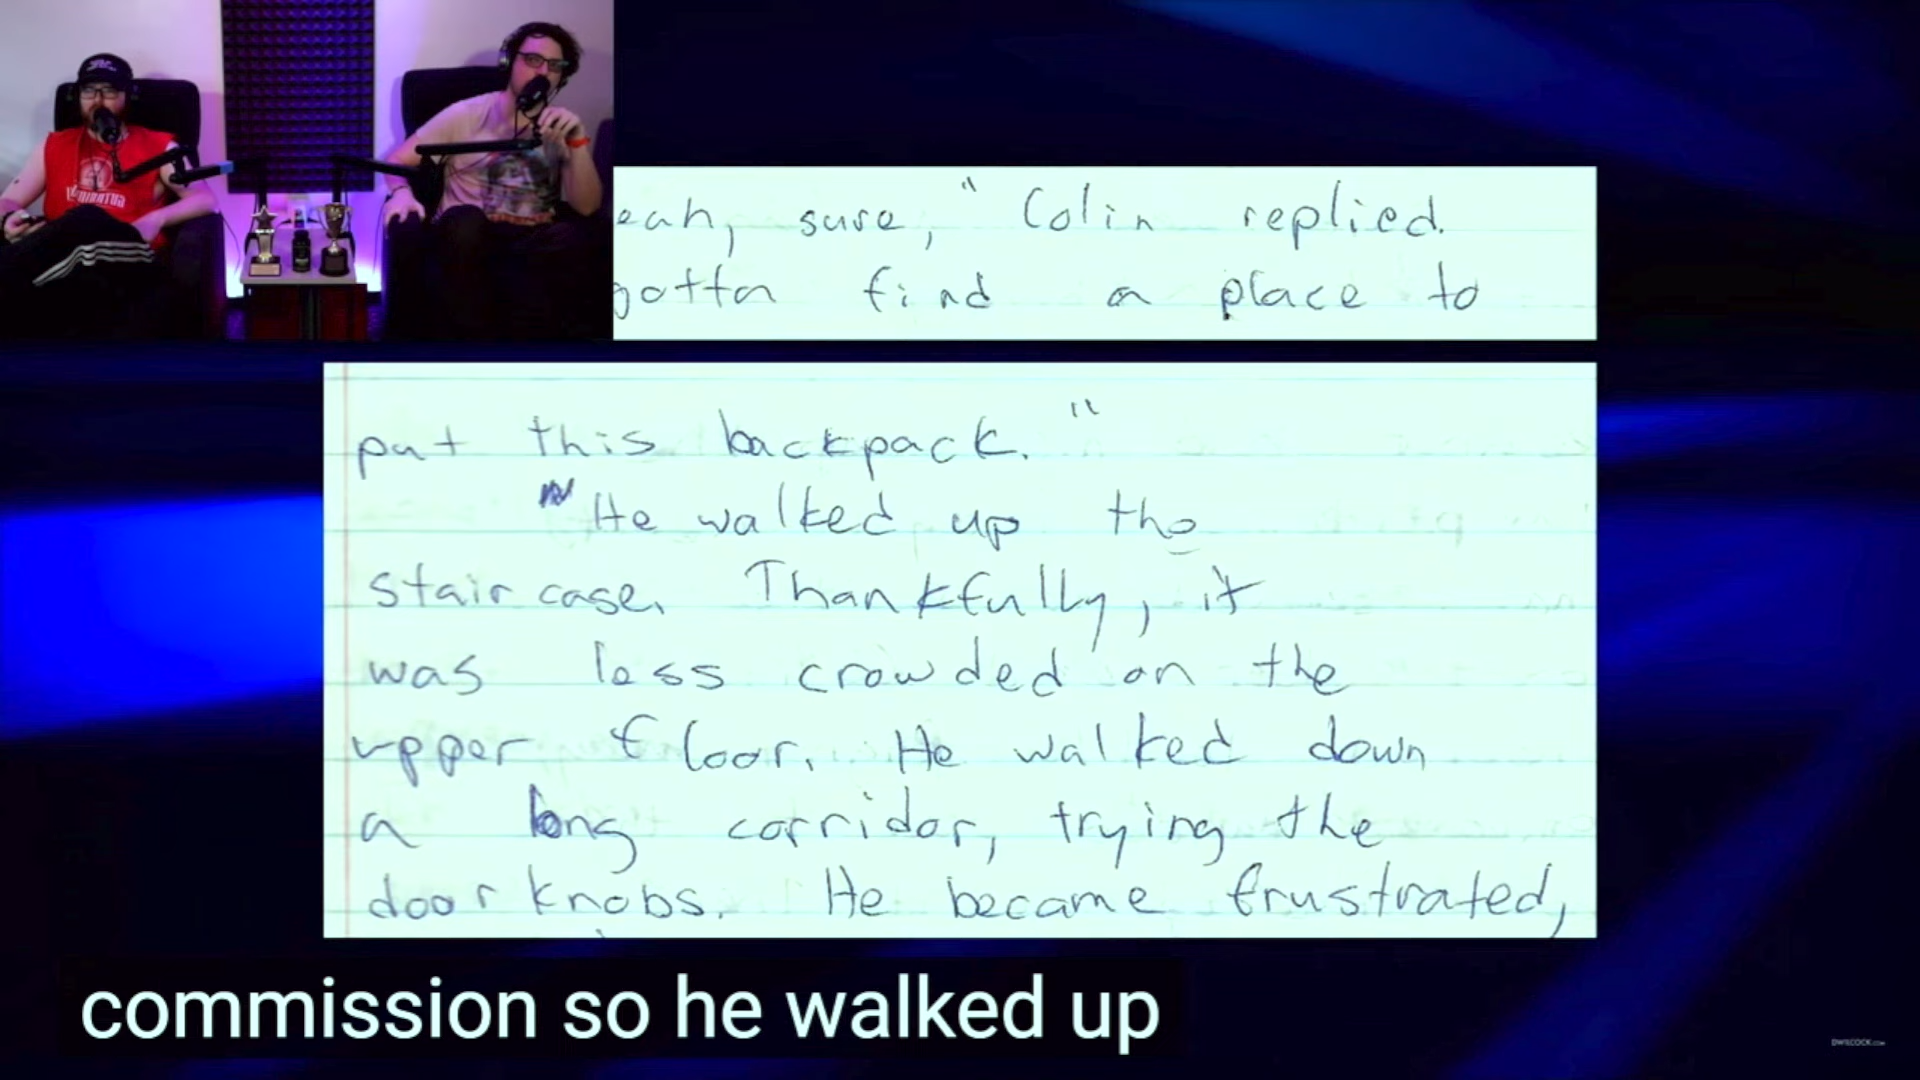 eah, sure," Colin replied.
gotta find a place to
put this backpack."
"He walked up the
staircase. Thankfully, it
was less crowded on the
upper floor. He walked down
a long corridor, trying the
door knobs. He became frustrated,
commission so he walked up
DWILCOCK.COM